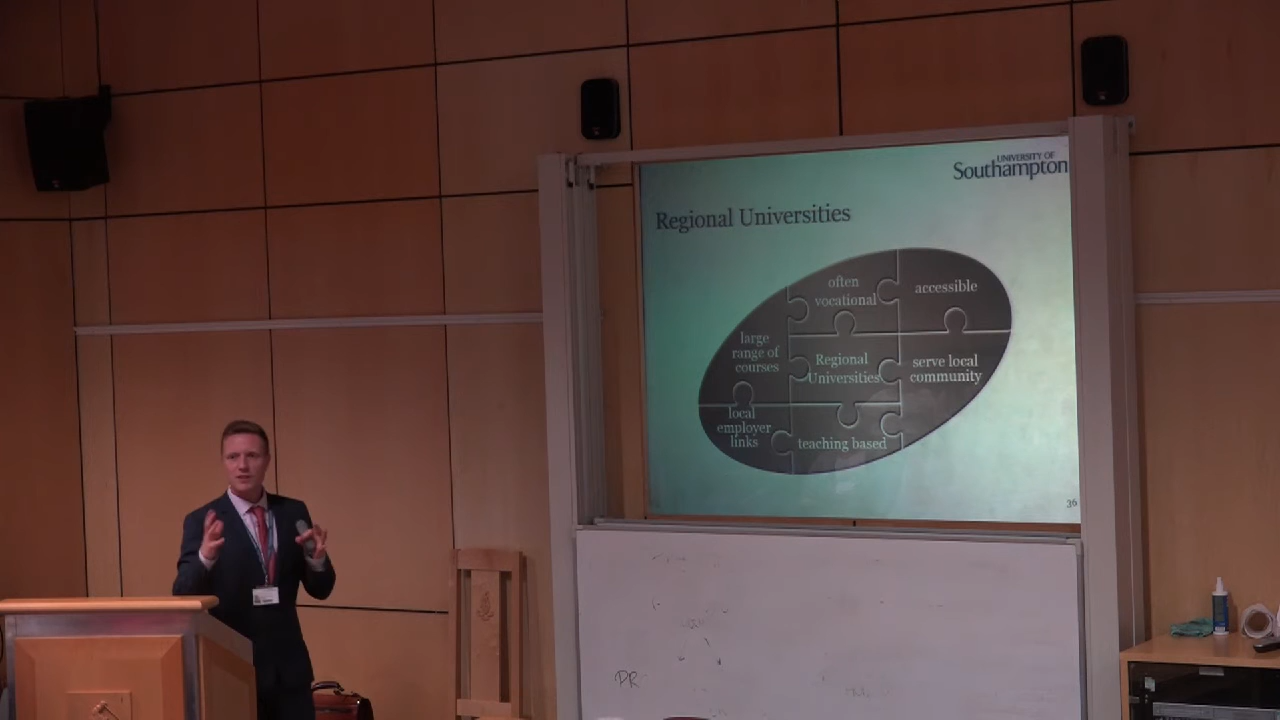 UNIVERSITY OF
Southampton
Regional Universities
often
vocational
accessible
large
range of
courses
Regional
Universities
serve local
community
local
employer
links
teaching based
36
PR